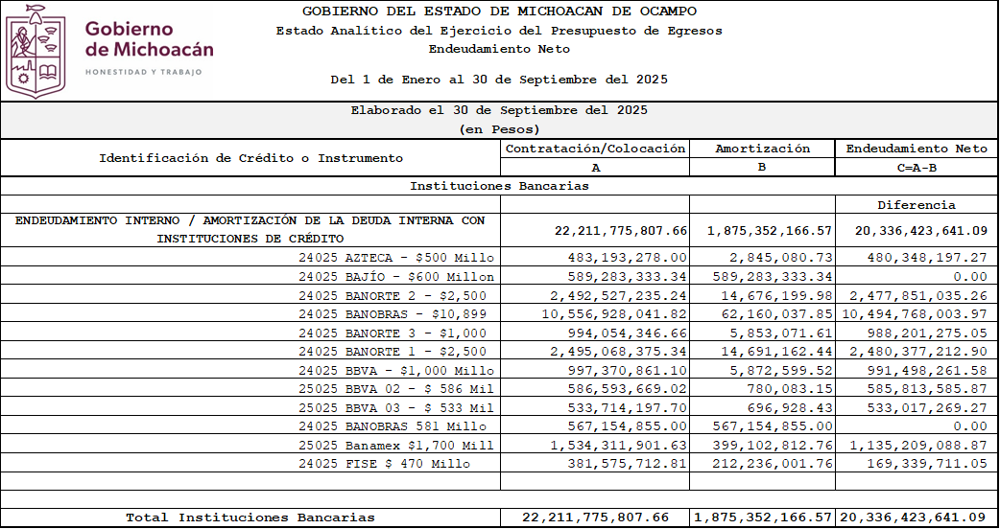 GOBIERNO DEL ESTADO DE MICHOACAN DE OCAMPO
Estado Analítico del Ejercicio del Presupuesto de Egresos
Endeudamiento Neto
Del 1 de Enero al 30 de Septiembre del 2025
Gobierno
de Michoacán
HONESTIDAD Y TRABAJO
Elaborado el 30 de Septiembre del 2025
(en Pesos)
Identificación de Crédito o Instrumento
Contratación/Colocación Amortización Endeudamiento Neto
A B C=A-B
Instituciones Bancarias
Diferencia
ENDEUDAMIENTO INTERNO / AMORTIZACIÓN DE LA DEUDA INTERNA CON
INSTITUCIONES DE CRÉDITO
22,211,775,807.66 1,875,352,166.57 20,336,423,641.09
24025 AZTECA - $500 Millo 483,193,278.00 2,845,080.73 480,348,197.27
24025 BAJÍO - $600 Millon 589,283,333.34 589,283,333.34 0.00
24025 BANORTE 2 - $2,500 2,492,527,235.24 14,676,199.98 2,477,851,035.26
24025 BANOBRAS - $10,899 10,556,928,041.82 62,160,037.85 10,494,768,003.97
24025 BANORTE 3 - $1,000 994,054,346.66 5,853,071.61 988,201,275.05
24025 BANORTE 1 - $2,500 2,495,068,375.34 14,691,162.44 2,480,377,212.90
24025 BBVA - $1,000 Millo 997,370,861.10 5,872,599.52 991,498,261.58
25025 BBVA 02 - $ 586 Mil 586,593,669.02 780,083.15 585,813,585.87
25025 BBVA 03 - $ 533 Mil 533,714,197.70 696,928.43 533,017,269.27
24025 BANOBRAS 581 Millo 567,154,855.00 567,154,855.00 0.00
25025 Banamex $1,700 Mill 1,534,311,901.63 399,102,812.76 1,135,209,088.87
24025 FISE $ 470 Millo 381,575,712.81 212,236,001.76 169,339,711.05
Total Instituciones Bancarias 22,211,775,807.66 1,875,352,166.57 20,336,423,641.09